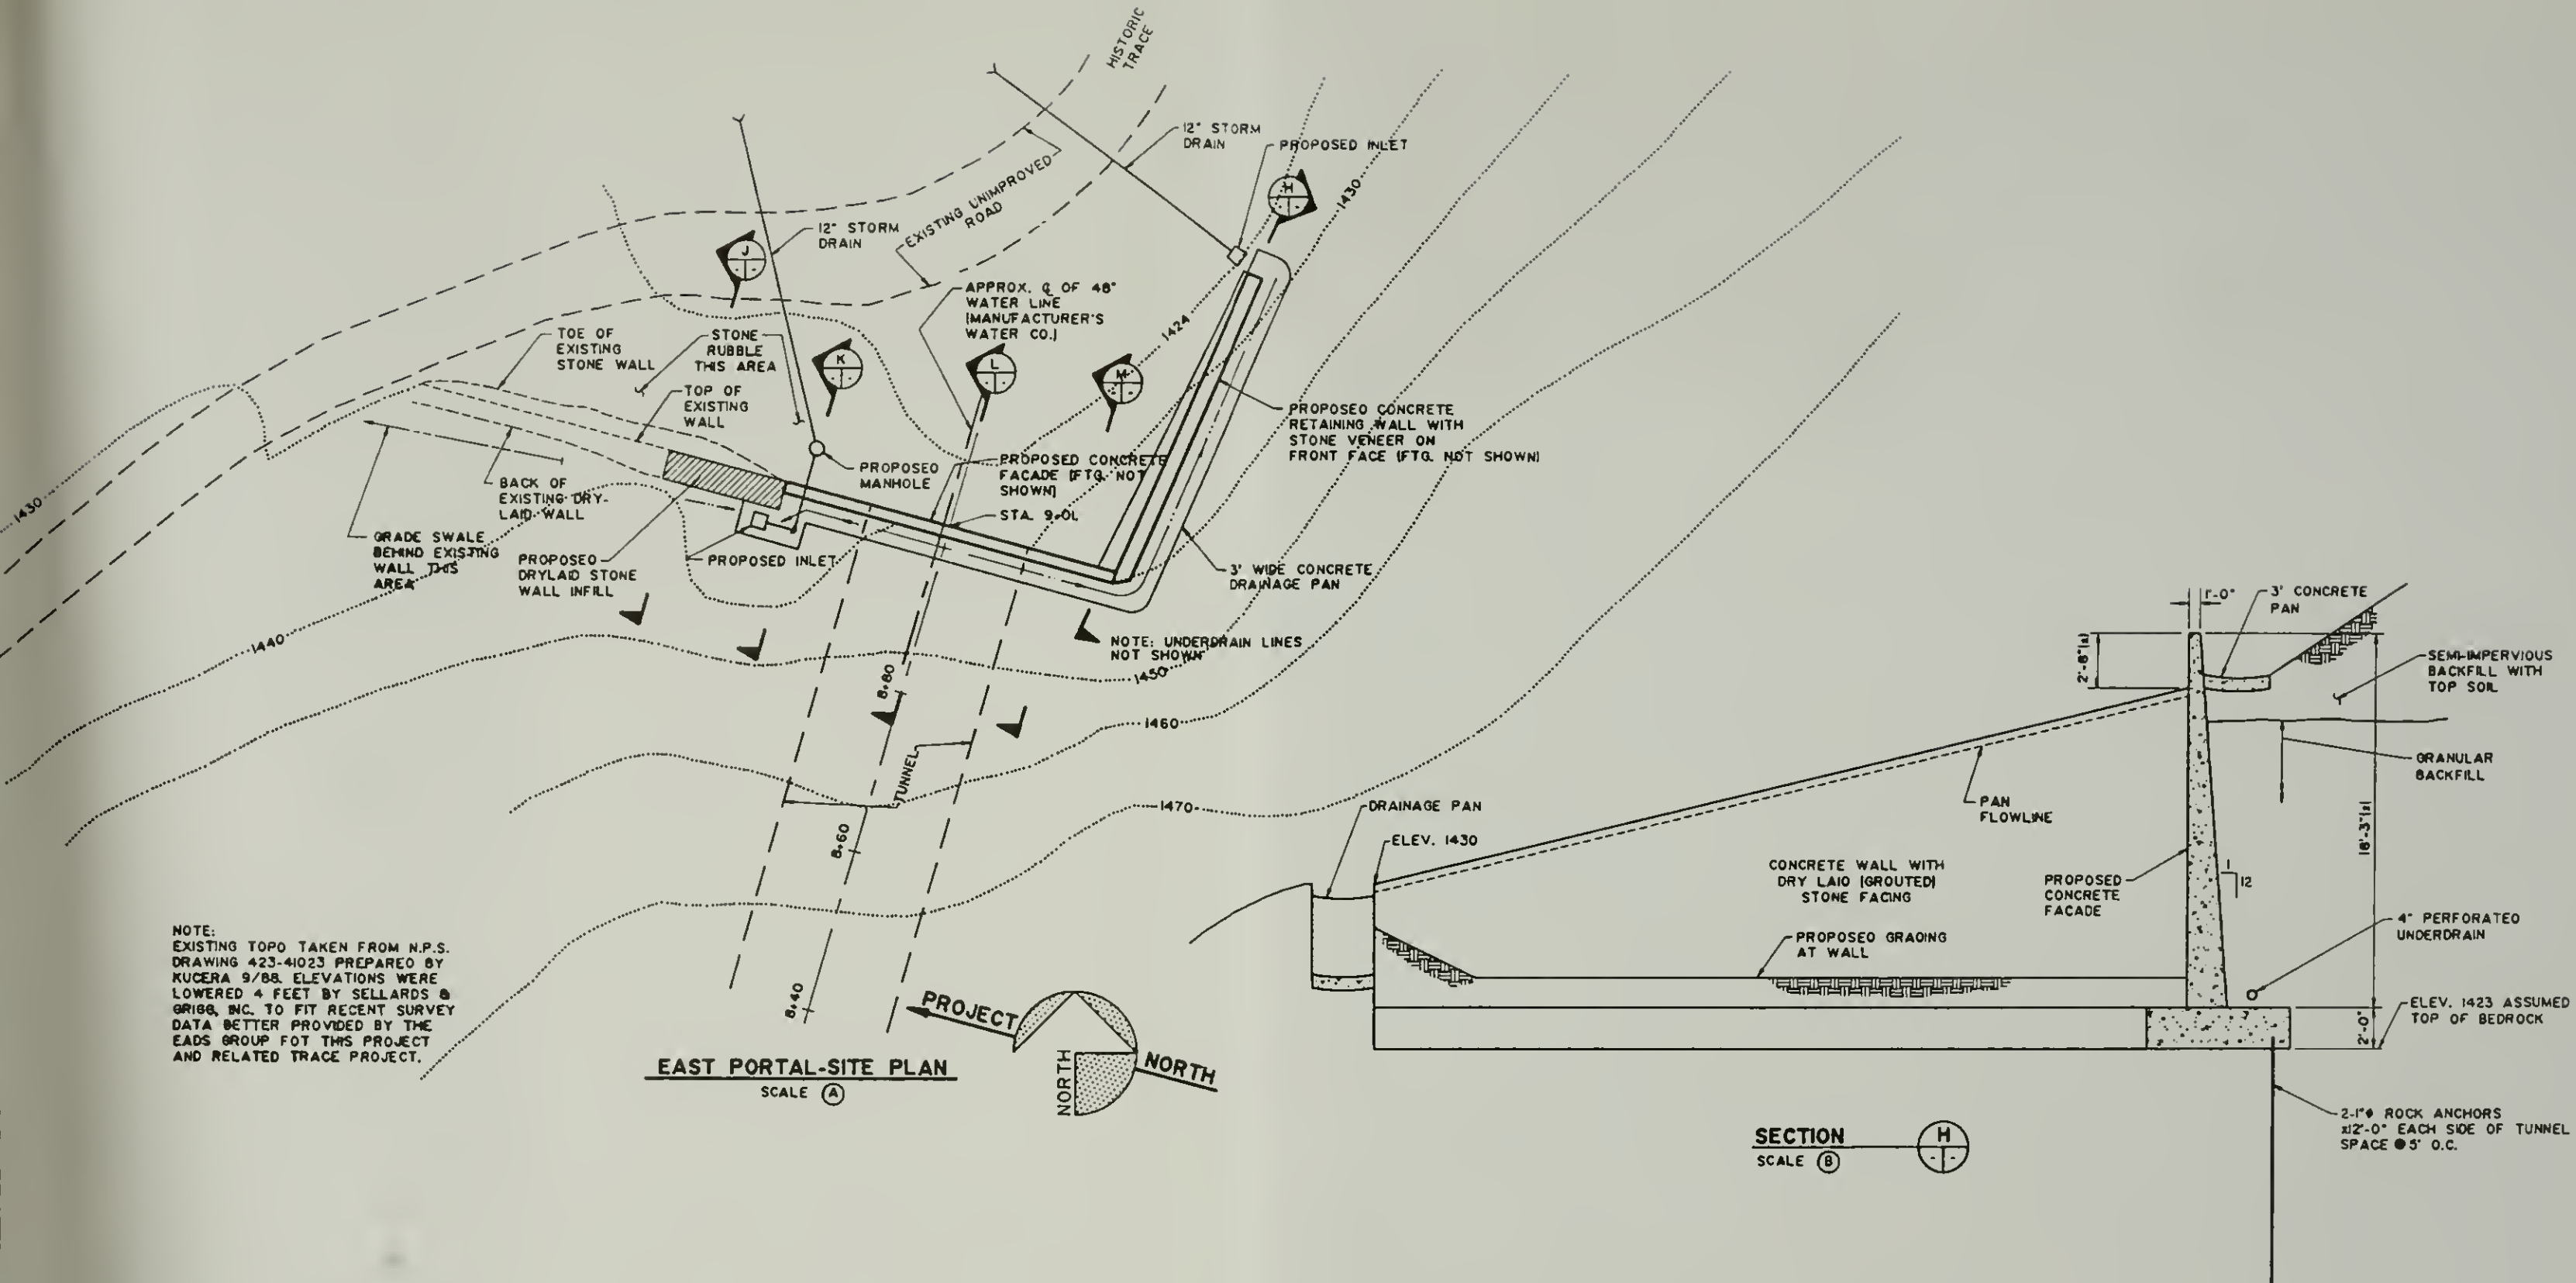 HISTORIC
TRACE
12" STORM
DRAIN
PROPOSED INLET
H
1430
EXISTING UNIMPROVED
ROAD
12" STORM
DRAIN
J
APPROX. ℄ OF 48"
WATER LINE
(MANUFACTURER'S
WATER CO.)
1424
TOE OF
EXISTING
STONE WALL
STONE
RUBBLE
THIS AREA
K
L
M
TOP OF
EXISTING
WALL
PROPOSED CONCRETE
RETAINING WALL WITH
STONE VENEER ON
FRONT FACE (FTG. NOT SHOWN)
PROPOSED
MANHOLE
PROPOSED CONCRETE
FACADE (FTG. NOT
SHOWN)
BACK OF
EXISTING DRY-
LAID WALL
1430
STA. 9+01
GRADE SWALE
BEHIND EXISTING
WALL THIS
AREA
PROPOSED
DRYLAID STONE
WALL INFILL
PROPOSED INLET
3' WIDE CONCRETE
DRAINAGE PAN
1440
NOTE: UNDERDRAIN LINES
NOT SHOWN
1450
8+80
1460
TUNNEL
1470
8+60
8+40
NOTE:
EXISTING TOPO TAKEN FROM N.P.S.
DRAWING 423-41023 PREPARED BY
KUCERA 9/88. ELEVATIONS WERE
LOWERED 4 FEET BY SELLARDS &
GRIGG, INC. TO FIT RECENT SURVEY
DATA BETTER PROVIDED BY THE
EADS GROUP FOT THIS PROJECT
AND RELATED TRACE PROJECT.
EAST PORTAL-SITE PLAN
SCALE A
PROJECT
NORTH
NORTH
1'-0"
3' CONCRETE
PAN
2'-8"(±)
SEMI-IMPERVIOUS
BACKFILL WITH
TOP SOIL
GRANULAR
BACKFILL
PAN
FLOWLINE
DRAINAGE PAN
ELEV. 1430
18'-3"(±)
CONCRETE WALL WITH
DRY LAID (GROUTED)
STONE FACING
PROPOSED
CONCRETE
FACADE
1
12
4" PERFORATED
UNDERDRAIN
PROPOSED GRADING
AT WALL
ELEV. 1423 ASSUMED
TOP OF BEDROCK
2'-0"
2-1"ϕ ROCK ANCHORS
x12'-0" EACH SIDE OF TUNNEL
SPACE @ 5' O.C.
SECTION
H
SCALE B